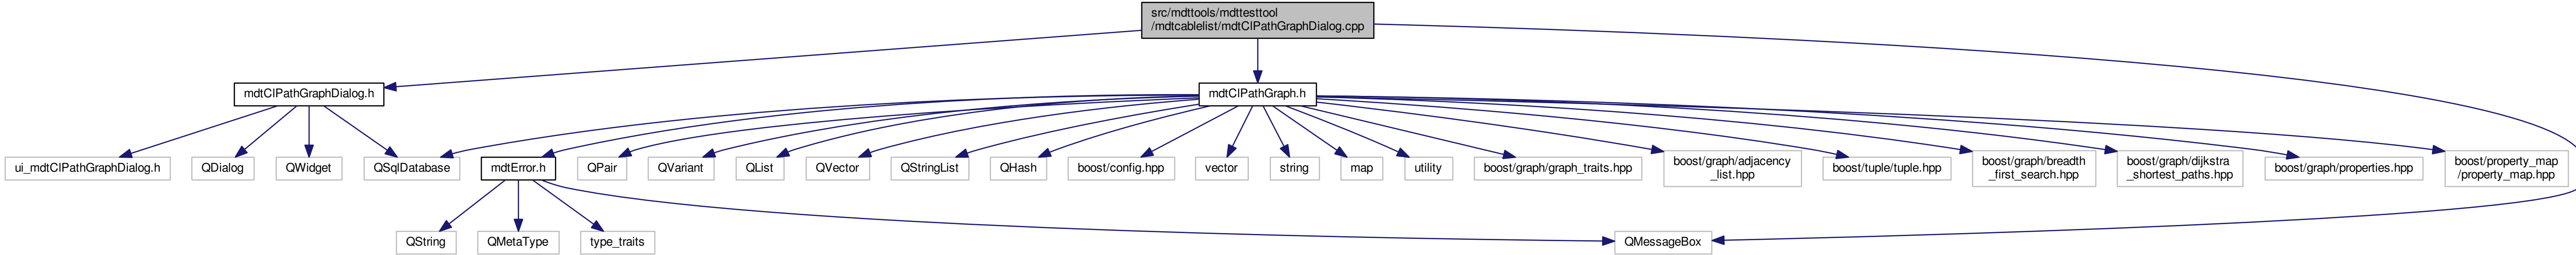 src/mdttools/mdttesttool
/mdtcablelist/mdtClPathGraphDialog.cpp
mdtClPathGraphDialog.h
mdtClPathGraph.h
ui_mdtClPathGraphDialog.h
QDialog
QWidget
QSqlDatabase
mdtError.h
QPair
QVariant
QList
QVector
QStringList
QHash
boost/config.hpp
vector
string
map
utility
boost/graph/graph_traits.hpp
boost/graph/adjacency
_list.hpp
boost/tuple/tuple.hpp
boost/graph/breadth
_first_search.hpp
boost/graph/dijkstra
_shortest_paths.hpp
boost/graph/properties.hpp
boost/property_map
/property_map.hpp
QString
QMetaType
type_traits
QMessageBox